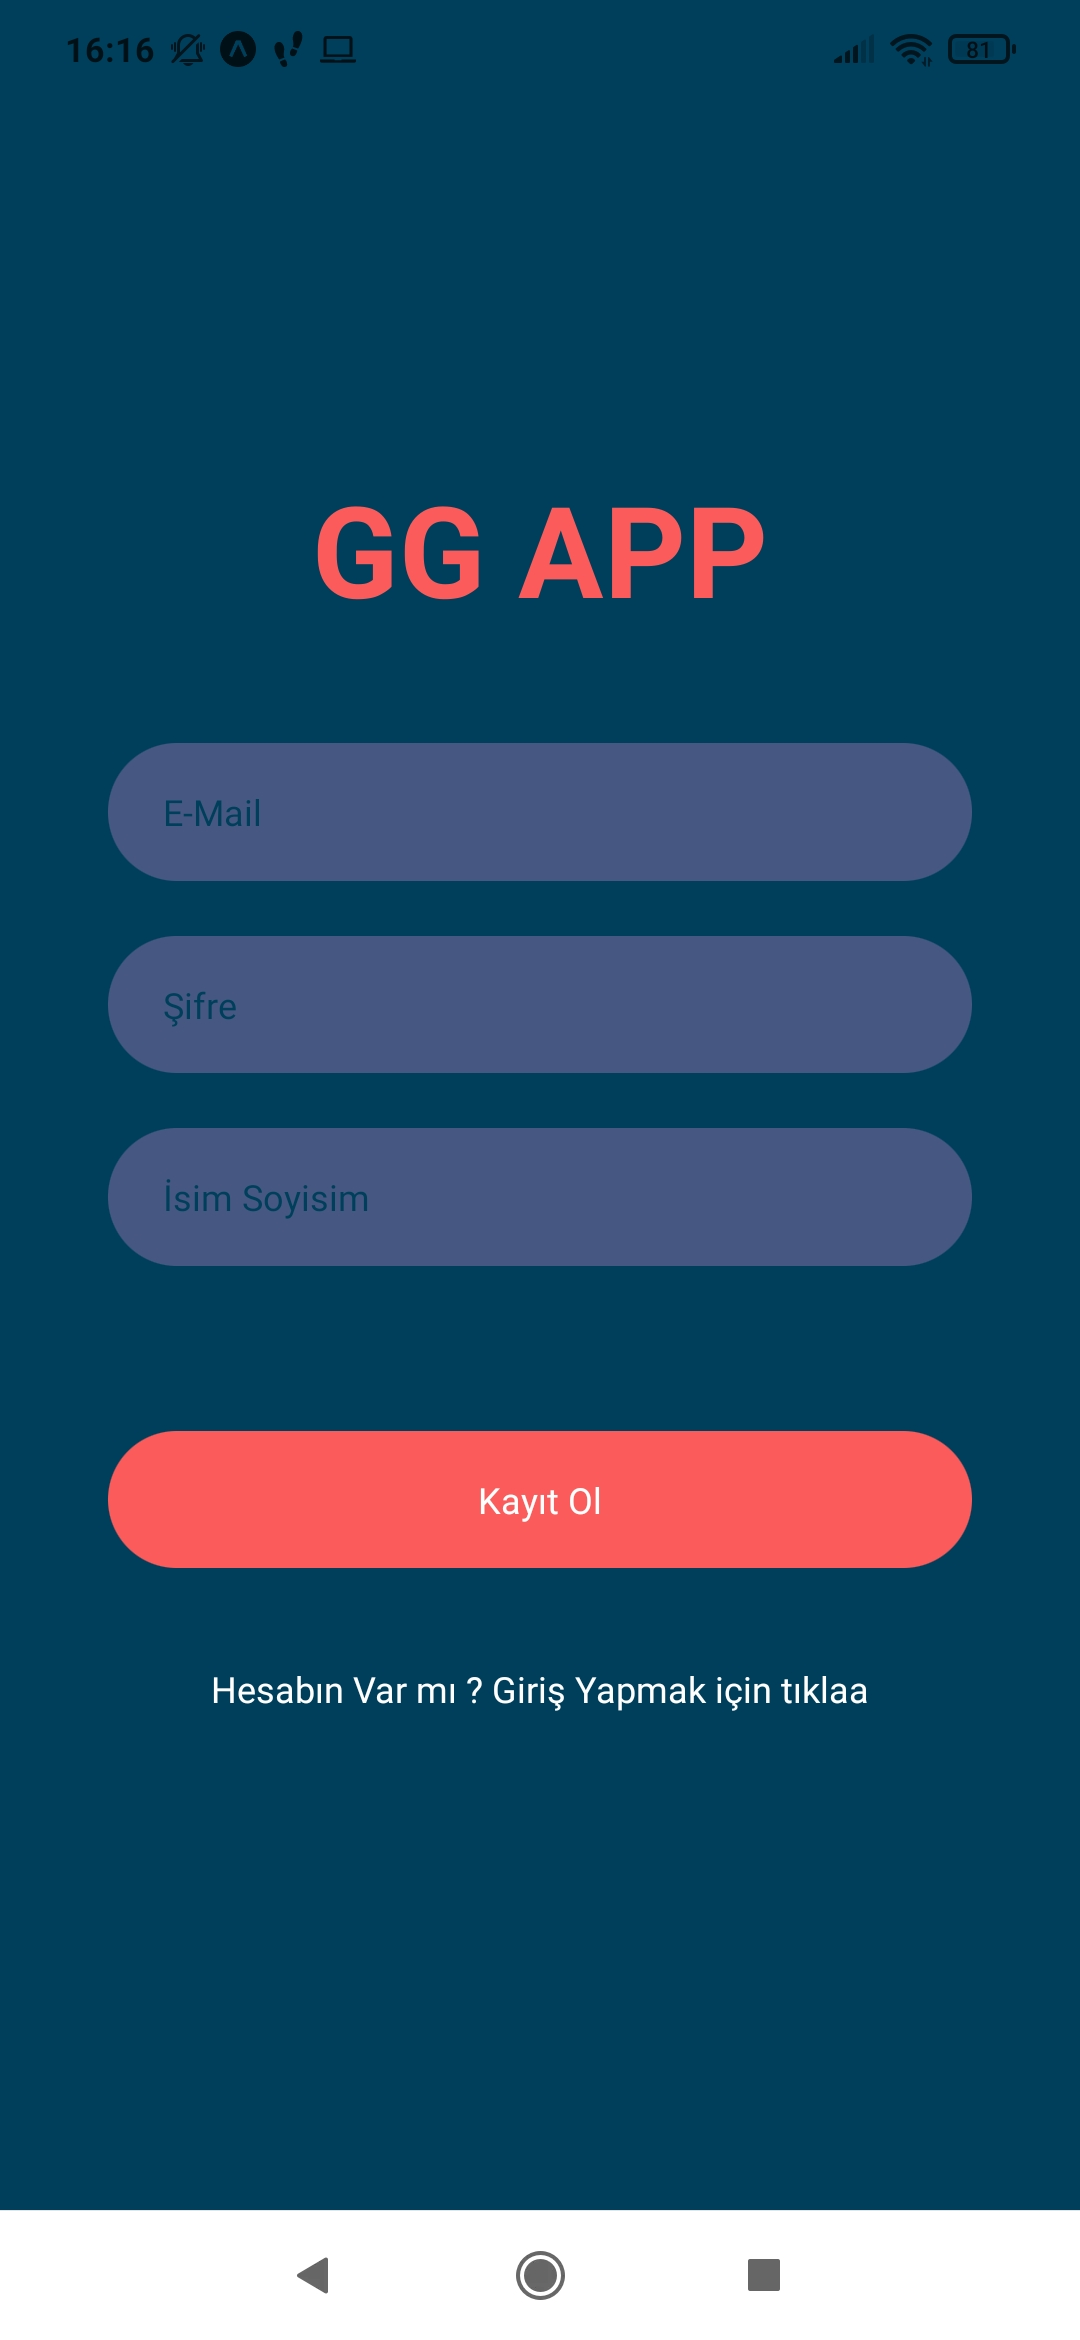 16:16
81
GG APP
E-Mail
Şifre
İsim Soyisim
Kayıt Ol
Hesabın Var mı ? Giriş Yapmak için tıklaa